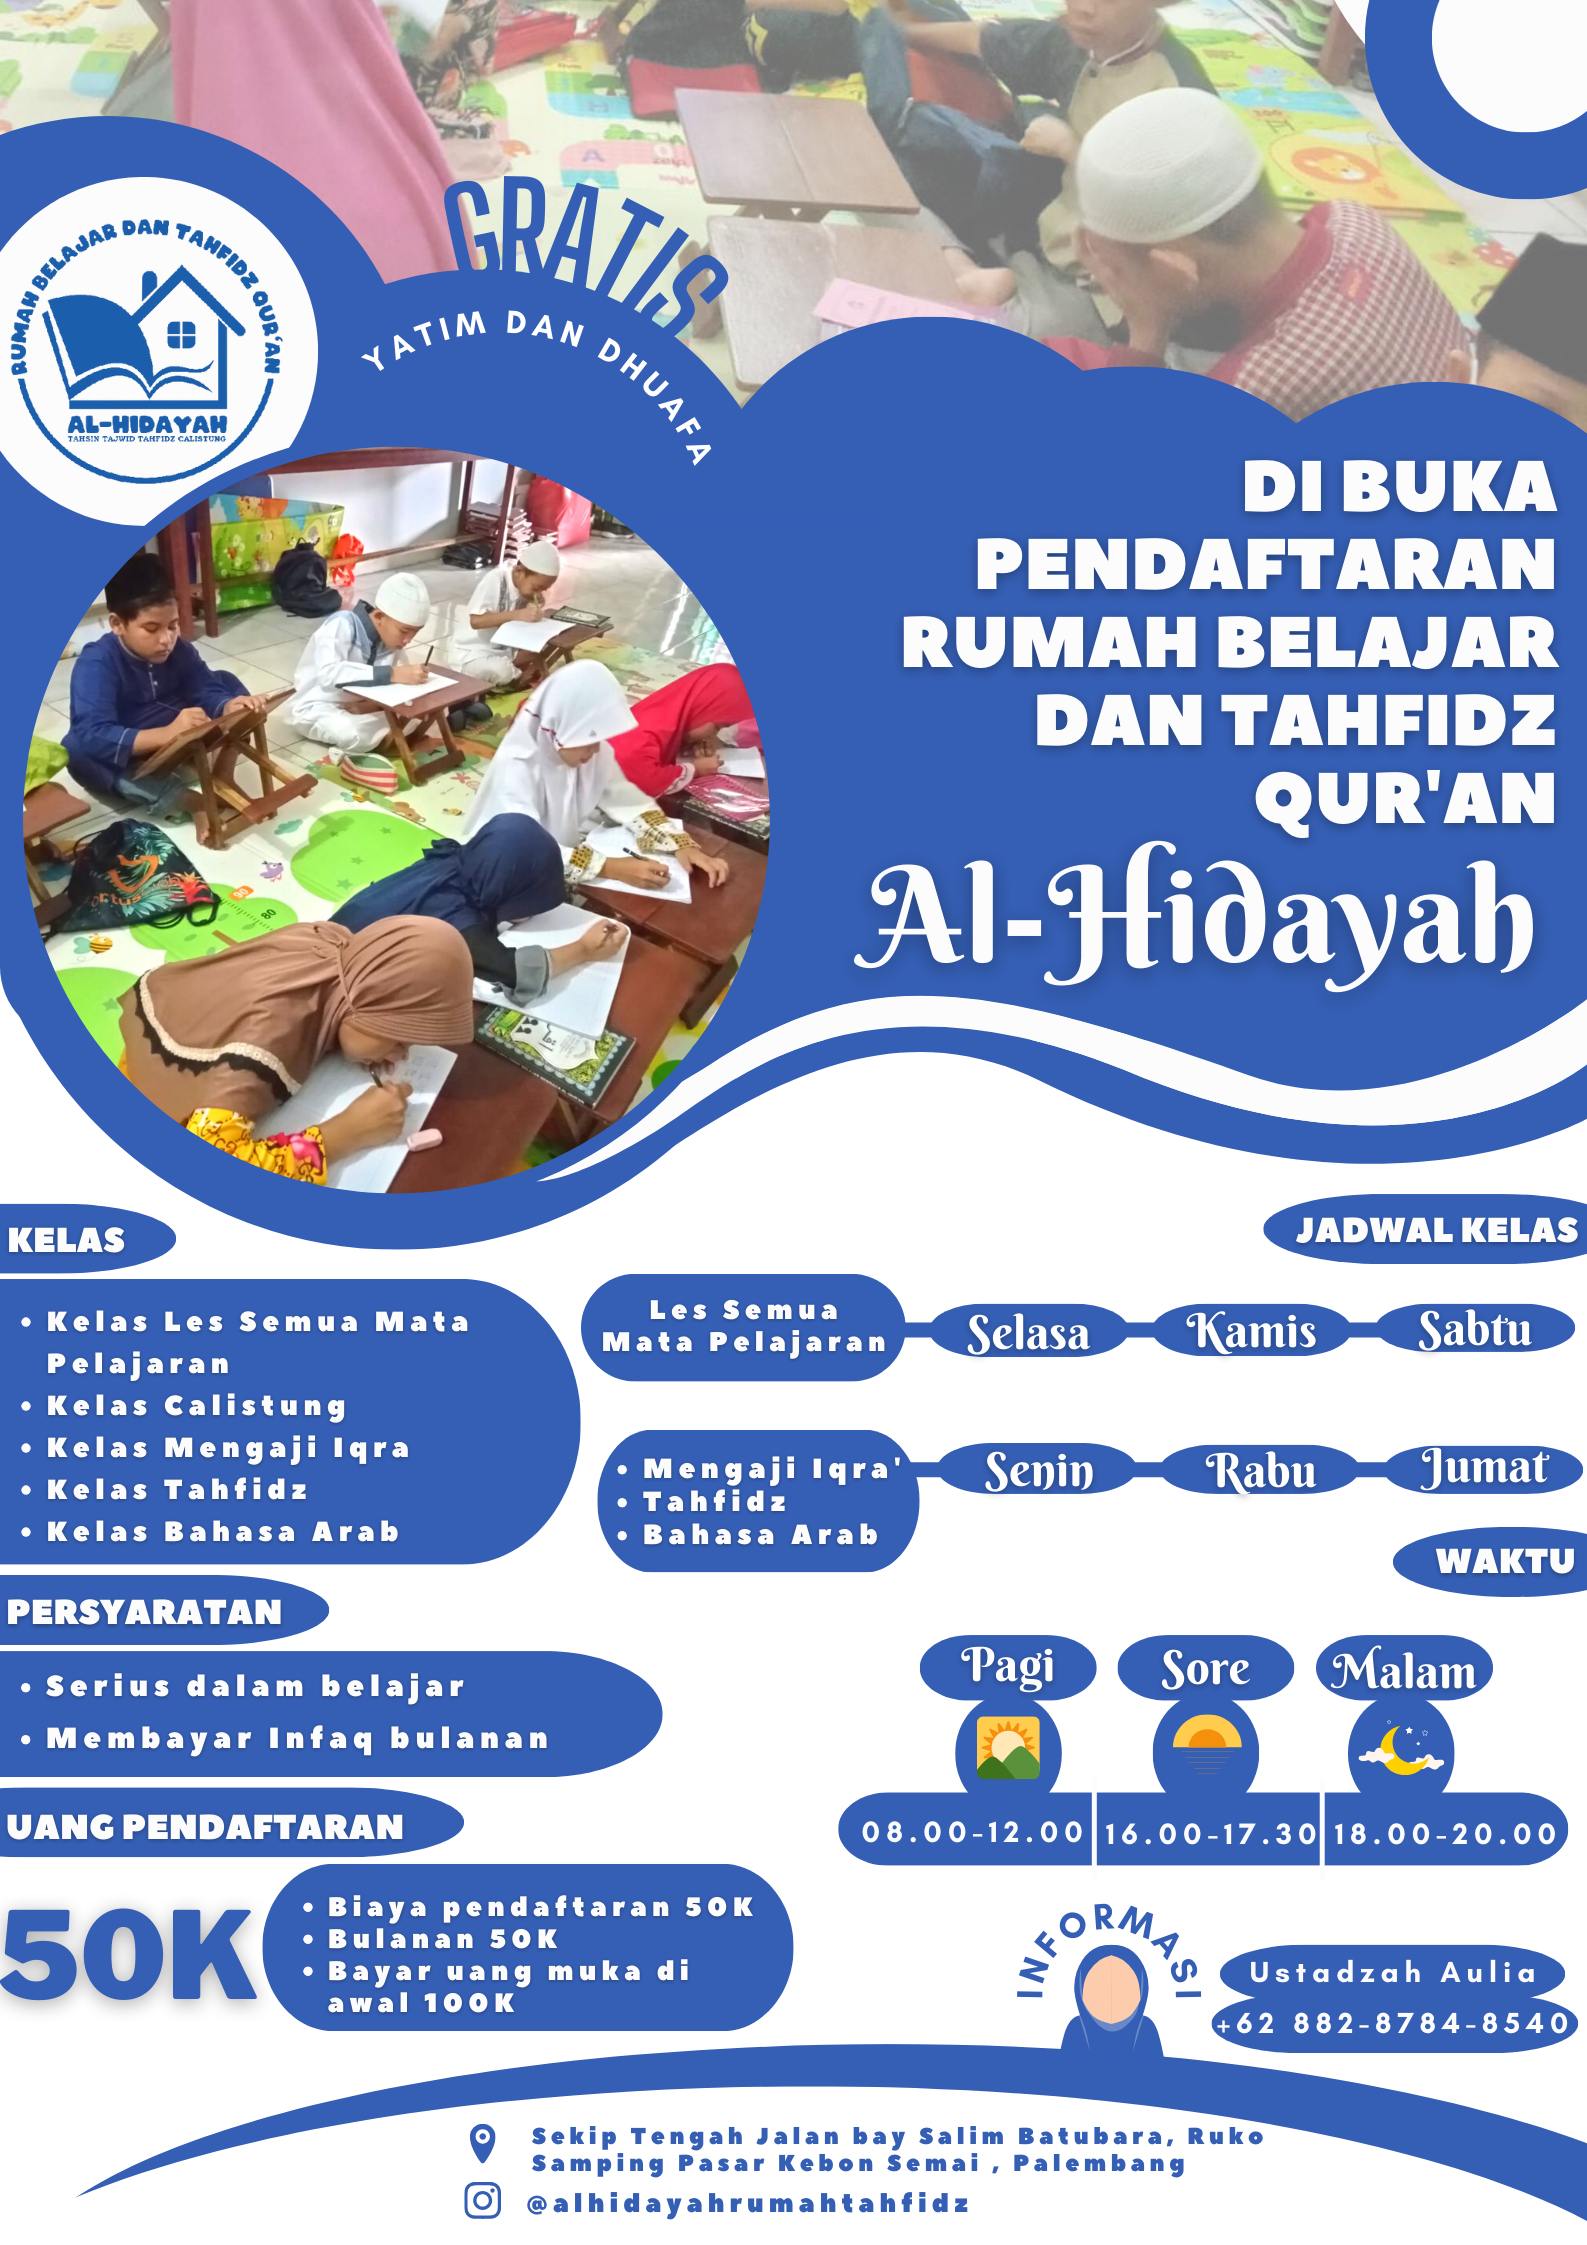 RUMAH BELAJAR DAN TAHFIDZ QUR'AN
AL-HIDAYAH
TAHSIN TAJWID TAHFIDZ CALISTUNG
GRATIS
YATIM DAN DHUAFA
DI BUKA
PENDAFTARAN
RUMAH BELAJAR
DAN TAHFIDZ
QUR'AN
Al-Hidayah
KELAS
• Kelas Les Semua Mata
Pelajaran
• Kelas Calistung
• Kelas Mengaji Iqra
• Kelas Tahfidz
• Kelas Bahasa Arab
JADWAL KELAS
Les Semua
Mata Pelajaran
Selasa Kamis Sabtu
• Mengaji Iqra'
• Tahfidz
• Bahasa Arab
Senin Rabu Jumat
PERSYARATAN
• Serius dalam belajar
• Membayar Infaq bulanan
WAKTU
Pagi Sore Malam
08.00-12.00 16.00-17.30 18.00-20.00
UANG PENDAFTARAN
50K
• Biaya pendaftaran 50K
• Bulanan 50K
• Bayar uang muka di
awal 100K
INFORMASI
Ustadzah Aulia
+62 882-8784-8540
Sekip Tengah Jalan bay Salim Batubara, Ruko
Samping Pasar Kebon Semai , Palembang
@alhidayahrumahtahfidz